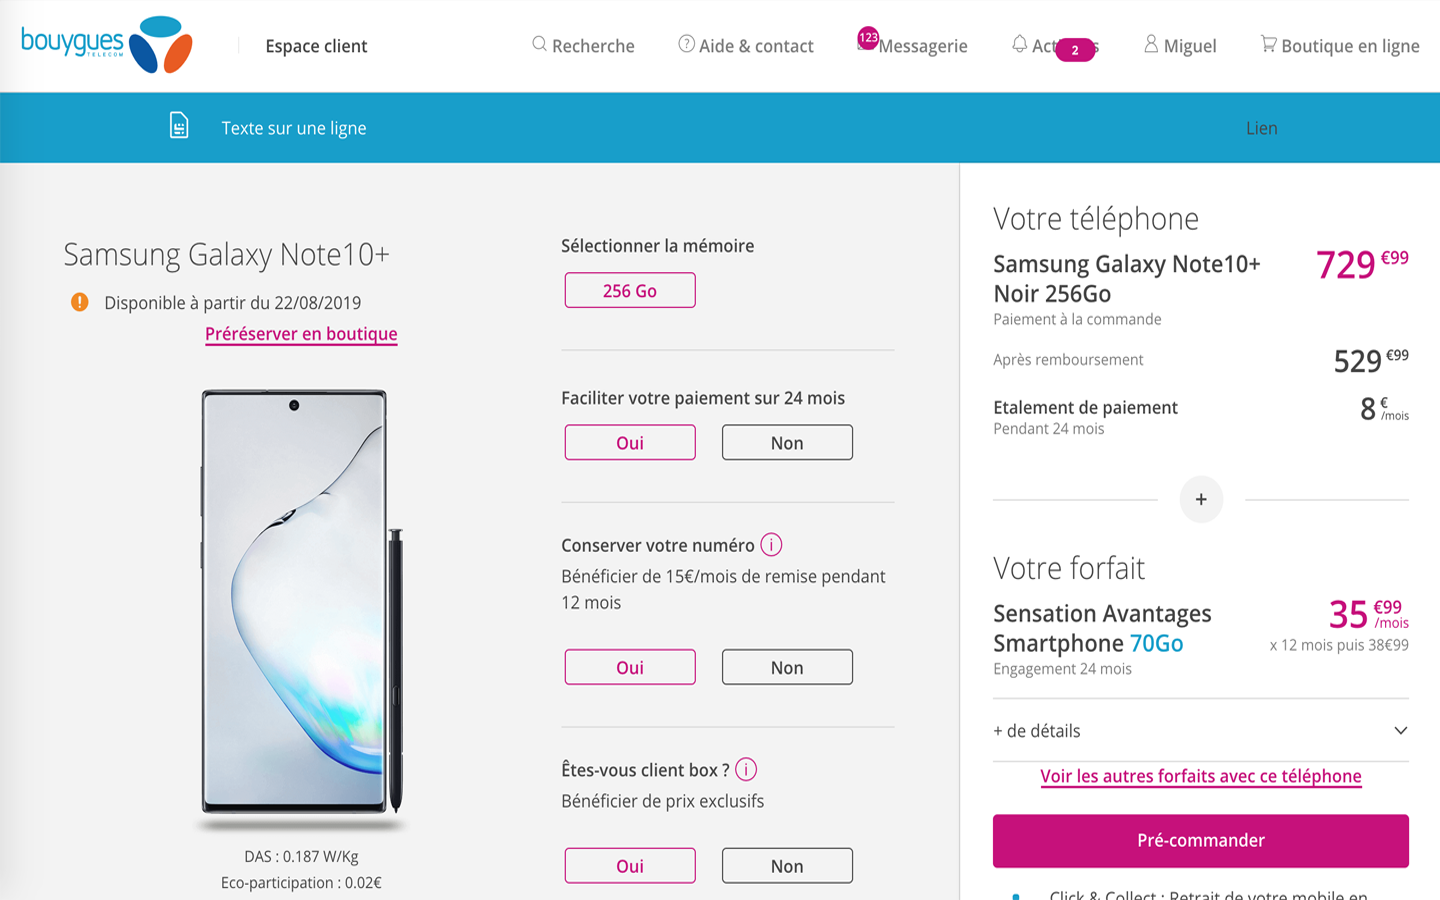 bouygues
TELECOM
Espace client
Recherche
Aide & contact
123
Messagerie
2
Miguel
Boutique en ligne
Texte sur une ligne
Lien
Samsung Galaxy Note10+
Disponible à partir du 22/08/2019
Préréserver en boutique
DAS : 0.187 W/Kg
Eco-participation : 0.02€
Sélectionner la mémoire
256 Go
Faciliter votre paiement sur 24 mois
Oui
Non
Conserver votre numéro
Bénéficier de 15€/mois de remise pendant
12 mois
Oui
Non
Êtes-vous client box ?
Bénéficier de prix exclusifs
Oui
Non
Votre téléphone
Samsung Galaxy Note10+
Noir 256Go
729 €99
Paiement à la commande
Après remboursement
529 €99
Etalement de paiement
8 € /mois
Pendant 24 mois
+
Votre forfait
Sensation Avantages
Smartphone 70Go
35 €99 /mois
x 12 mois puis 38€99
Engagement 24 mois
+ de détails
Voir les autres forfaits avec ce téléphone
Pré-commander
Click & Collect : Retrait de votre mobile en